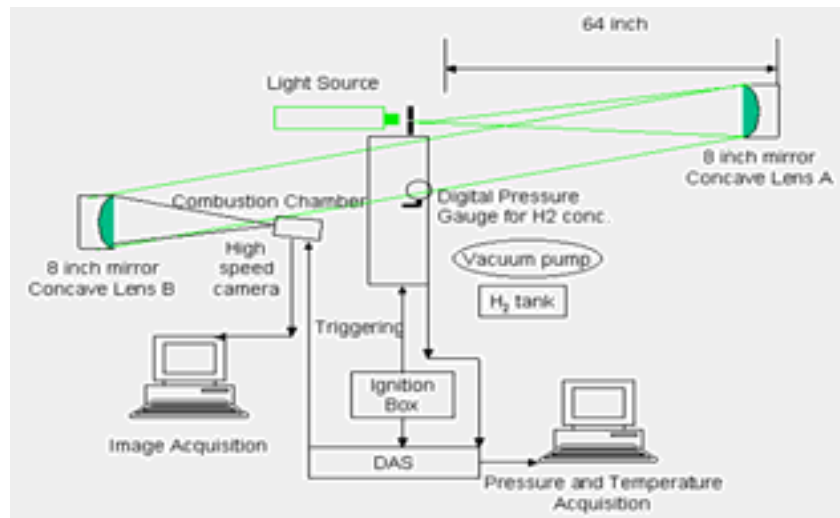 64 inch
Light Source
8 inch mirror
Concave Lens A
Combustion Chamber
Digital Pressure
Gauge for H2 conc.
High
speed
camera
8 inch mirror
Concave Lens B
Vacuum pump
H₂ tank
Triggering
Ignition
Box
Image Acquisition
DAS
Pressure and Temperature
Acquisition